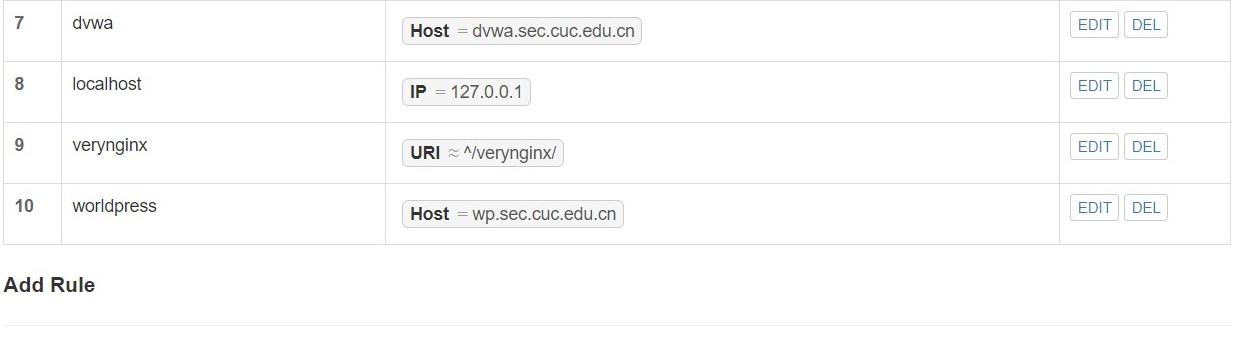 7 dvwa Host = dvwa.sec.cuc.edu.cn EDIT DEL
8 localhost IP = 127.0.0.1 EDIT DEL
9 verynginx URI ≈ ^/verynginx/ EDIT DEL
10 worldpress Host = wp.sec.cuc.edu.cn EDIT DEL
Add Rule